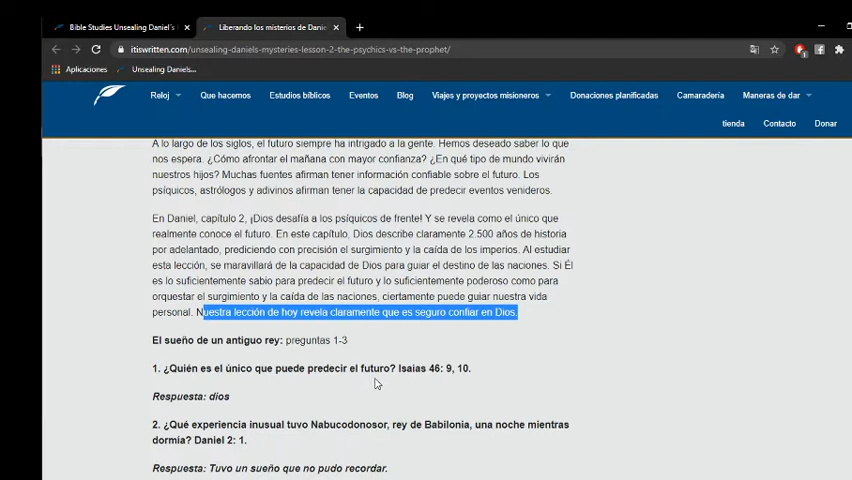 Bible Studies Unsealing Daniel's
Liberando los misterios de Danie
itiswritten.com/unsealing-daniels-mysteries-lesson-2-the-psychics-vs-the-prophet/
Aplicaciones
Unsealing Daniels...
Reloj
Que hacemos
Estudios bíblicos
Eventos
Blog
Viajes y proyectos misioneros
Donaciones planificadas
Camaradería
Maneras de dar
tienda
Contacto
Donar
A lo largo de los siglos, el futuro siempre ha intrigado a la gente. Hemos deseado saber lo que
nos espera. ¿Cómo afrontar el mañana con mayor confianza? ¿En qué tipo de mundo vivirán
nuestros hijos? Muchas fuentes afirman tener información confiable sobre el futuro. Los
psíquicos, astrólogos y adivinos afirman tener la capacidad de predecir eventos venideros.
En Daniel, capítulo 2, ¡Dios desafía a los psíquicos de frente! Y se revela como el único que
realmente conoce el futuro. En este capítulo, Dios describe claramente 2.500 años de historia
por adelantado, prediciendo con precisión el surgimiento y la caída de los imperios. Al estudiar
esta lección, se maravillará de la capacidad de Dios para guiar el destino de las naciones. Si Él
es lo suficientemente sabio para predecir el futuro y lo suficientemente poderoso como para
orquestar el surgimiento y la caída de las naciones, ciertamente puede guiar nuestra vida
personal. Nuestra lección de hoy revela claramente que es seguro confiar en Dios.
El sueño de un antiguo rey: preguntas 1-3
1. ¿Quién es el único que puede predecir el futuro? Isaías 46: 9, 10.
Respuesta: dios
2. ¿Qué experiencia inusual tuvo Nabucodonosor, rey de Babilonia, una noche mientras
dormía? Daniel 2: 1.
Respuesta: Tuvo un sueño que no pudo recordar.